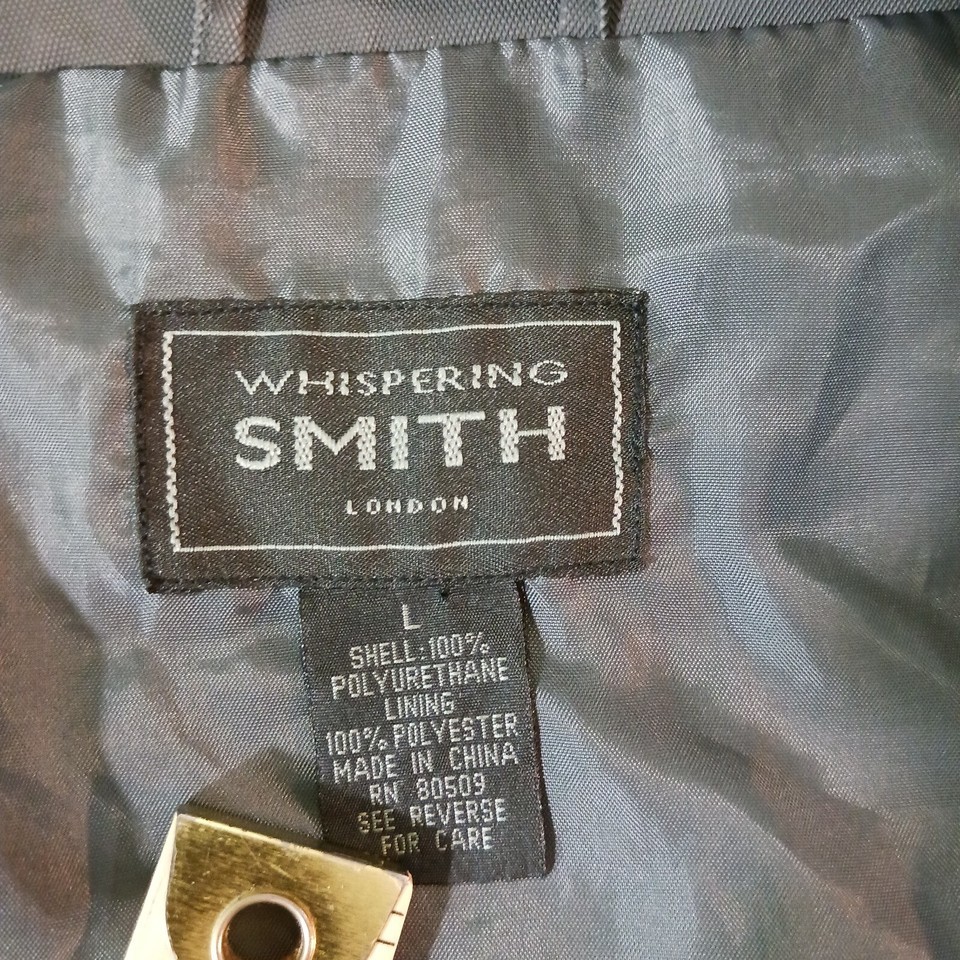 WHISPERING
SMITH
LONDON
L
SHELL:100%
POLYURETHANE
LINING
100% POLYESTER
MADE IN CHINA
RN 80509
SEE REVERSE
FOR CARE